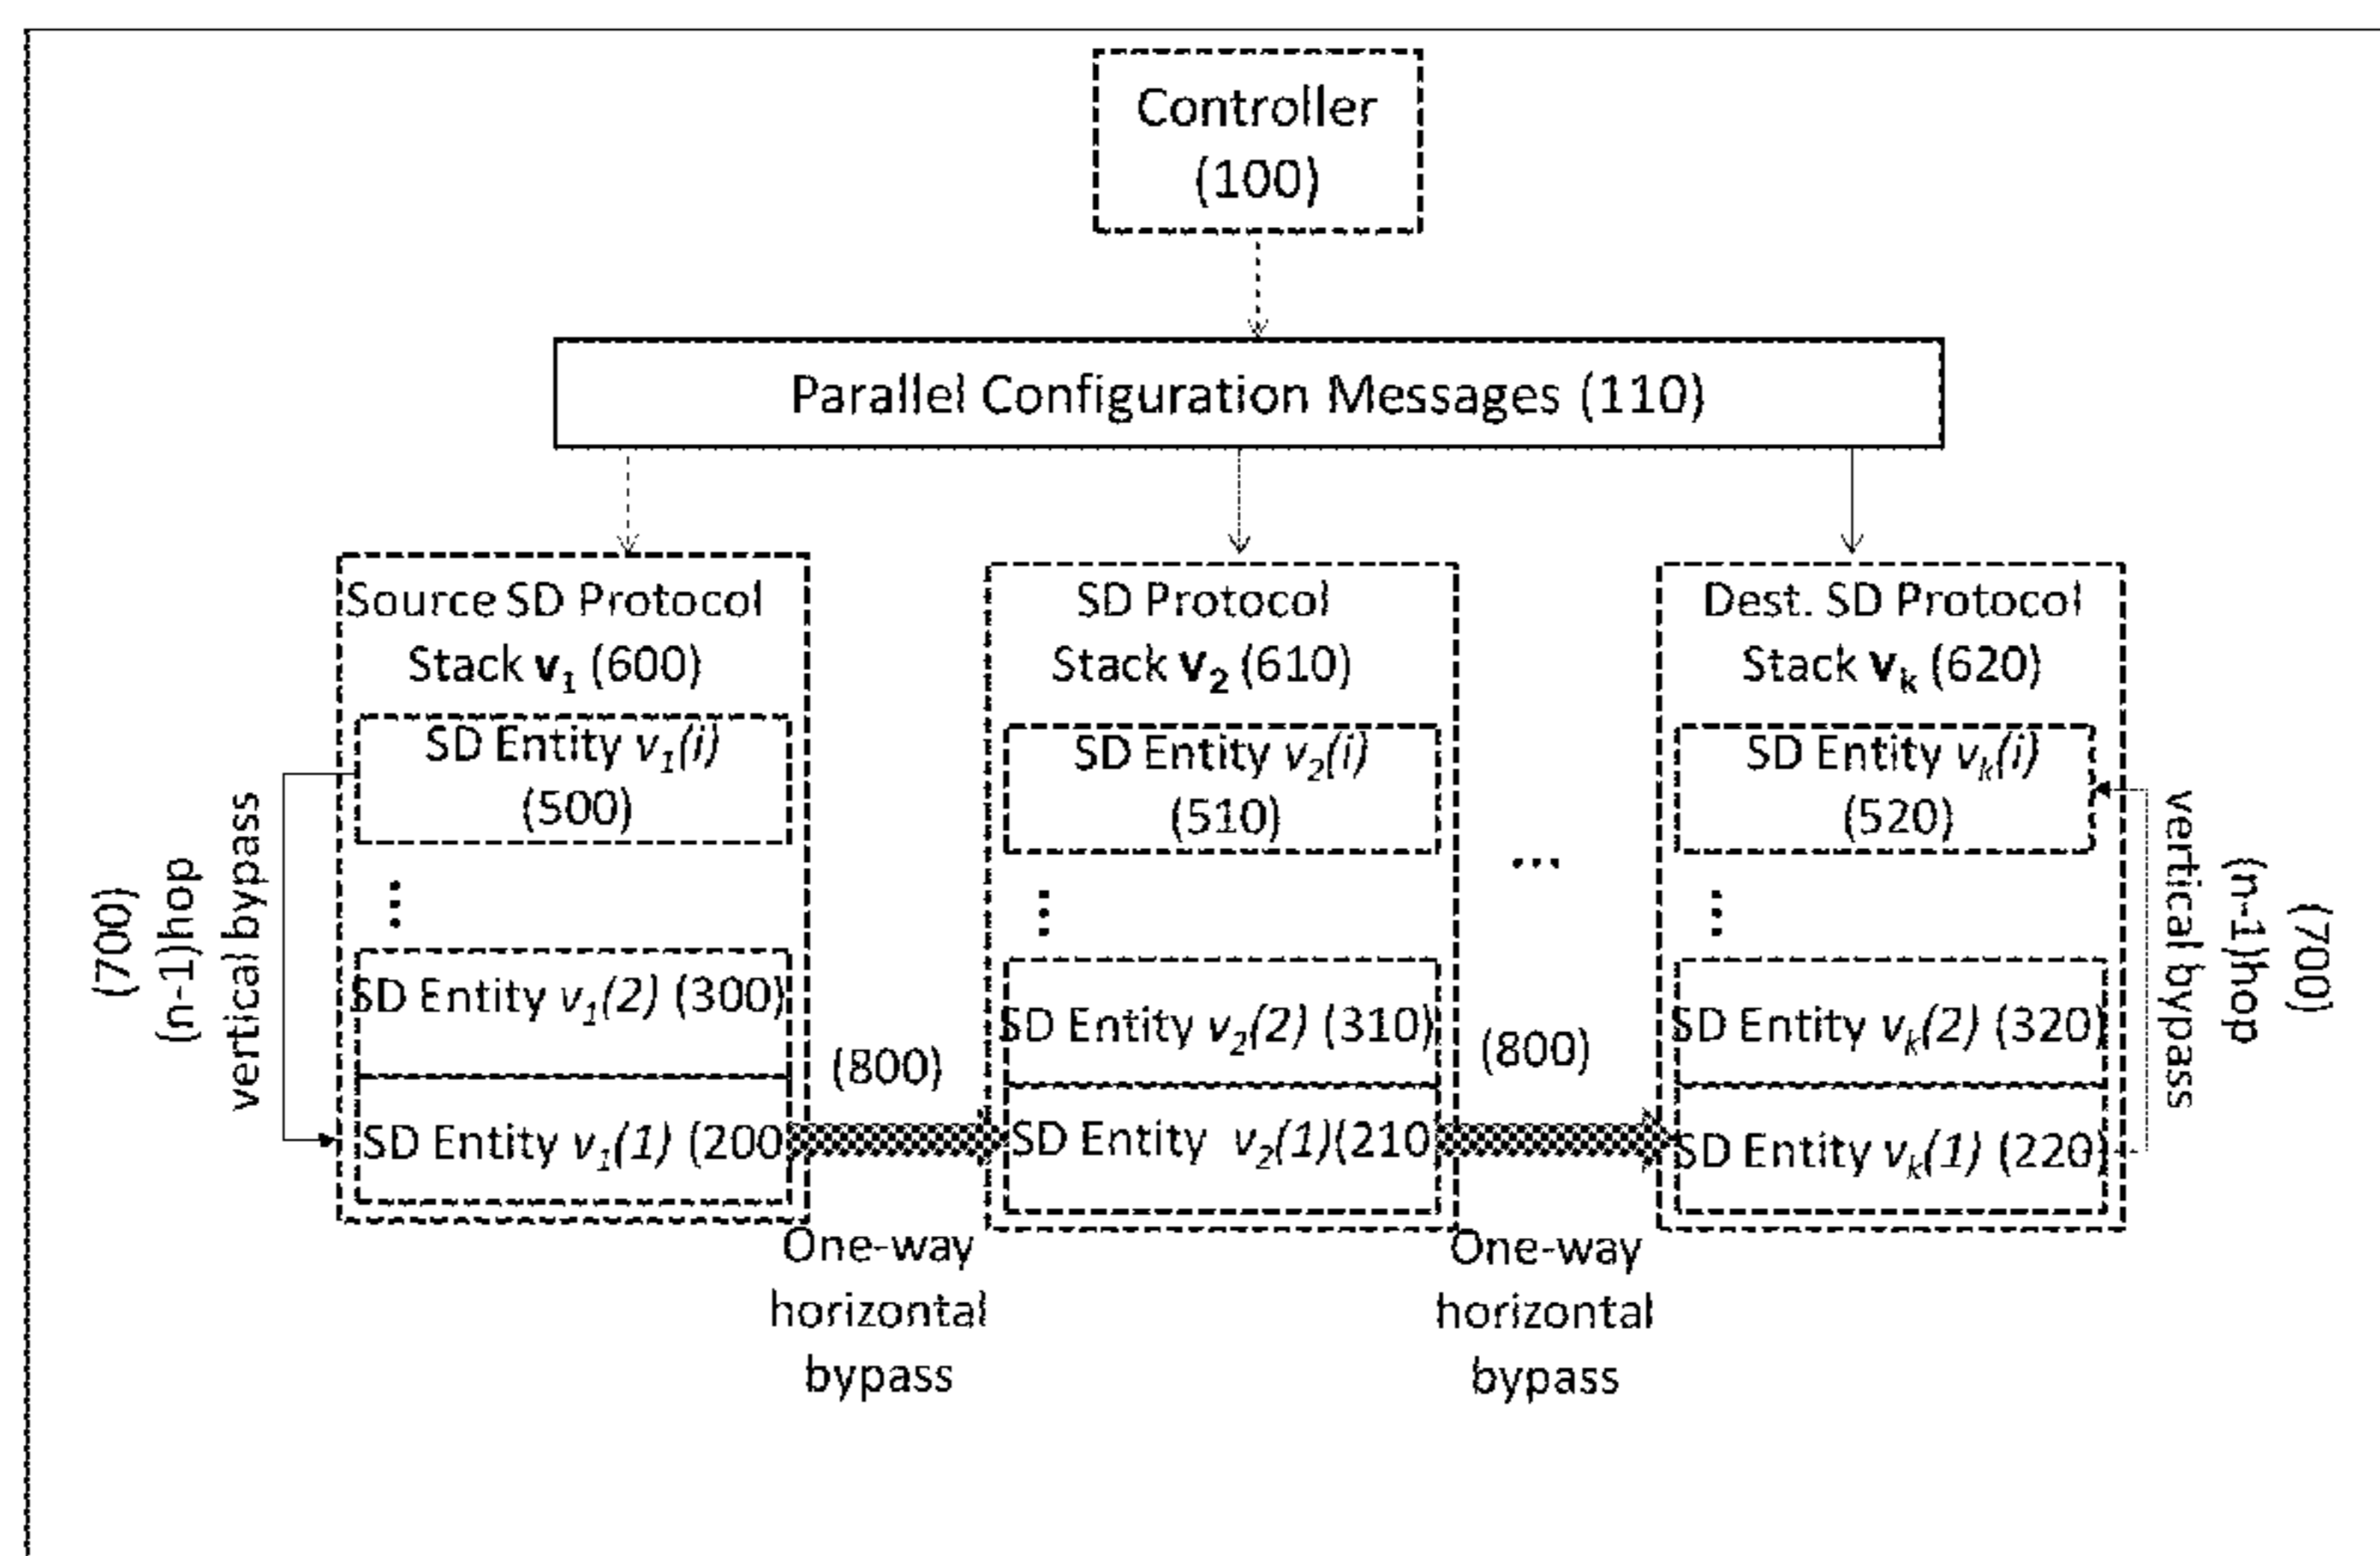 Controller
(100)
Parallel Configuration Messages (110)
Source SD Protocol
Stack v1 (600)
SD Entity v1(i)
(500)
⋮
SD Entity v1(2) (300)
SD Entity v1(1) (200
(700)
(n-1)hop
vertical bypass
(800)
One-way
horizontal
bypass
SD Protocol
Stack v2 (610)
SD Entity v2(i)
(510)
⋮
SD Entity v2(2) (310)
SD Entity v2(1)(210
...
(800)
One-way
horizontal
bypass
Dest. SD Protocol
Stack vk (620)
SD Entity vk(i)
(520)
⋮
SD Entity vk(2) (320)
SD Entity vk(1) (220)
(700)
(n-1)hop
vertical bypass